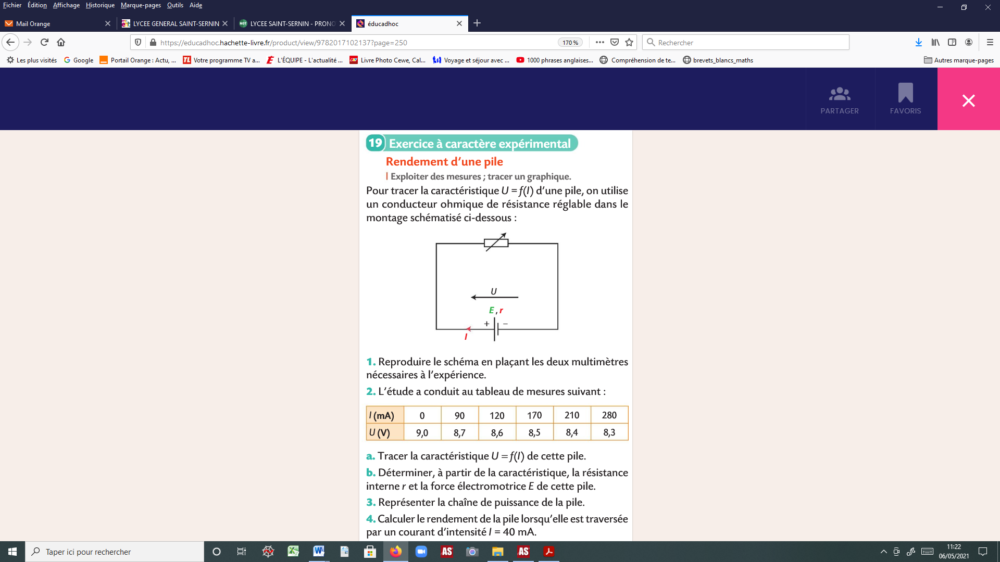 Fichier Édition Affichage Historique Marque-pages Outils Aide
Mail Orange
LYCEE GENERAL SAINT-SERNIN
NOT
LYCEE SAINT-SERNIN - PRONO
éducadhoc
https://educadhoc.hachette-livre.fr/product/view/9782017102137?page=250
170 %
Rechercher
Les plus visités
Google
Portail Orange : Actu, ...
Votre programme TV a...
L'ÉQUIPE - L'actualité ...
Livre Photo Cewe, Cal...
Voyage et séjour avec ...
1000 phrases anglaises...
Compréhension de te...
brevets_blancs_maths
Autres marque-pages
PARTAGER
FAVORIS
19 Exercice à caractère expérimental
Rendement d'une pile
Exploiter des mesures ; tracer un graphique.
Pour tracer la caractéristique U = f(I) d'une pile, on utilise
un conducteur ohmique de résistance réglable dans le
montage schématisé ci-dessous :
U
E , r
+ –
I
1. Reproduire le schéma en plaçant les deux multimètres
nécessaires à l'expérience.
2. L'étude a conduit au tableau de mesures suivant :
I (mA) 0 90 120 170 210 280
U (V) 9,0 8,7 8,6 8,5 8,4 8,3
a. Tracer la caractéristique U = f(I) de cette pile.
b. Déterminer, à partir de la caractéristique, la résistance
interne r et la force électromotrice E de cette pile.
3. Représenter la chaîne de puissance de la pile.
4. Calculer le rendement de la pile lorsqu'elle est traversée
par un courant d'intensité I = 40 mA.
Taper ici pour rechercher
AS
AS
11:22
06/05/2021